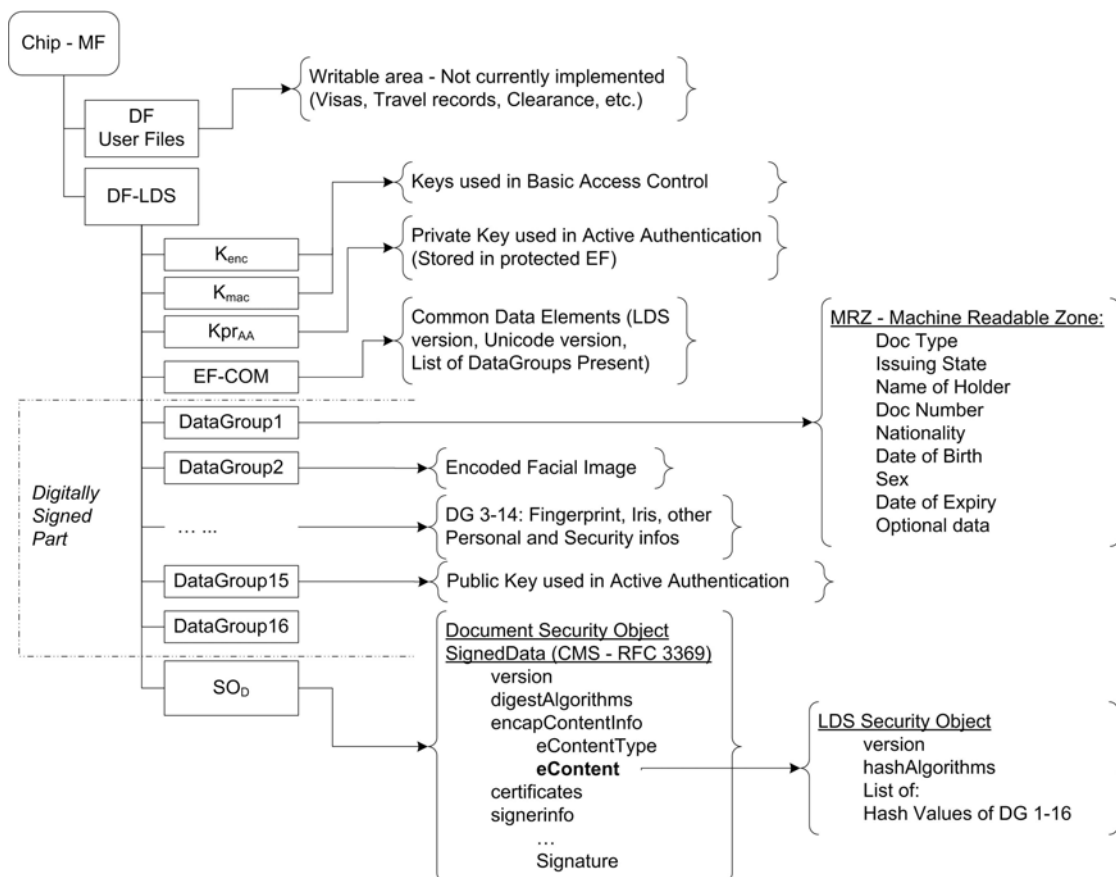 Chip - MF
DF
User Files
Writable area - Not currently implemented
(Visas, Travel records, Clearance, etc.)
DF-LDS
Keys used in Basic Access Control
Kenc
Kmac
KprAA
Private Key used in Active Authentication
(Stored in protected EF)
EF-COM
Common Data Elements (LDS
version, Unicode version,
List of DataGroups Present)
Digitally
Signed
Part
DataGroup1
MRZ - Machine Readable Zone:
Doc Type
Issuing State
Name of Holder
Doc Number
Nationality
Date of Birth
Sex
Date of Expiry
Optional data
DataGroup2
Encoded Facial Image
... ...
DG 3-14: Fingerprint, Iris, other
Personal and Security infos
DataGroup15
Public Key used in Active Authentication
DataGroup16
SOD
Document Security Object
SignedData (CMS - RFC 3369)
version
digestAlgorithms
encapContentInfo
eContentType
eContent
certificates
signerinfo
...
Signature
LDS Security Object
version
hashAlgorithms
List of:
Hash Values of DG 1-16